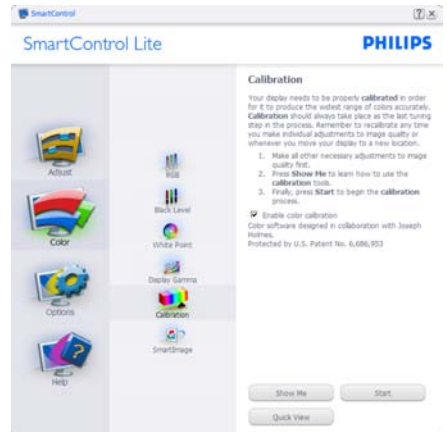 SmartControl
SmartControl Lite
PHILIPS
Adjust
Color
Options
Help
RGB
Black Level
White Point
Display Gamma
Calibration
SmartImage
Calibration
Your display needs to be properly calibrated in order
for it to produce the widest range of colors accurately.
Calibration should always take place as the last tuning
step in the process. Remember to recalibrate any time
you make individual adjustments to image quality or
whenever you move your display to a new location.
1. Make all other necessary adjustments to image
quality first.
2. Press Show Me to learn how to use the
calibration tools.
3. Finally, press Start to begin the calibration
process.
Enable color calibration
Color software designed in collaboration with Joseph
Holmes.
Protected by U.S. Patent No. 6,686,953
Show Me
Start
Quick View